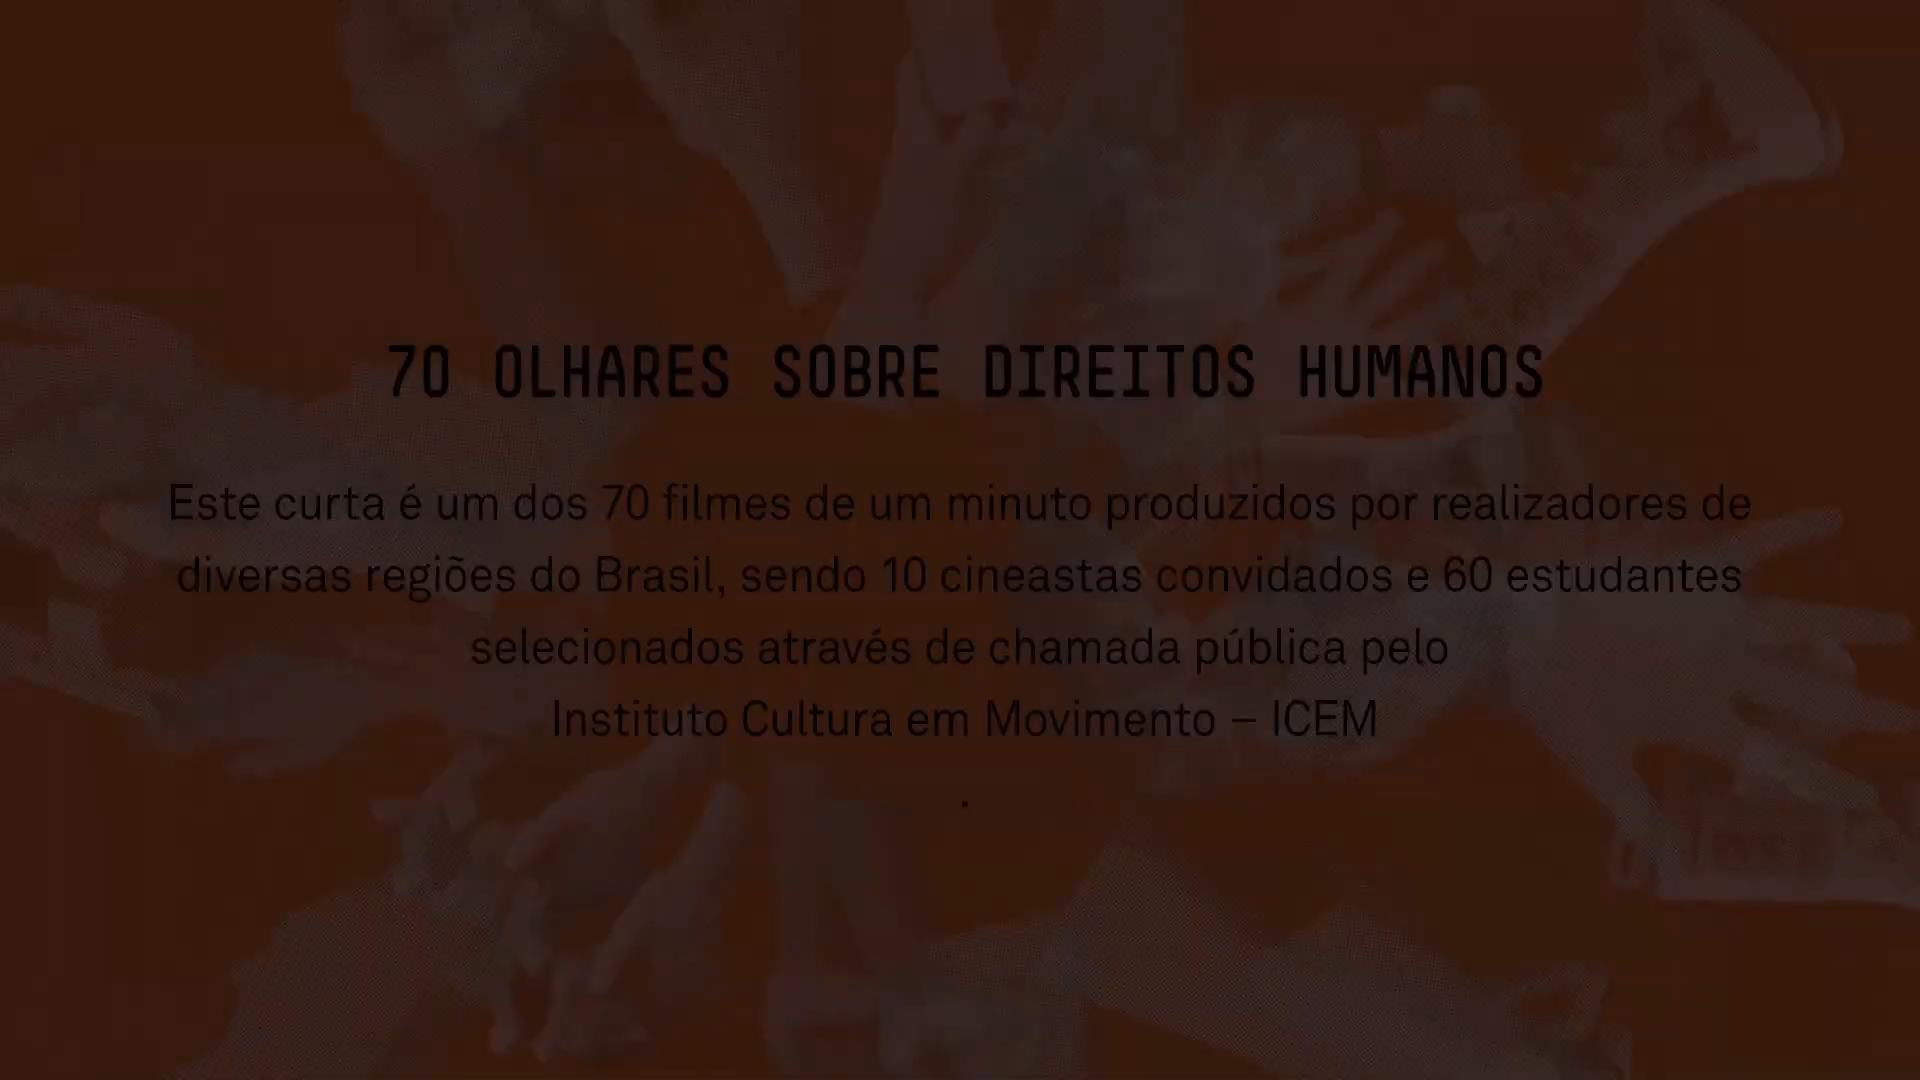 70 OLHARES SOBRE DIREITOS HUMANOS
Este curta é um dos 70 filmes de um minuto produzidos por realizadores de
diversas regiões do Brasil, sendo 10 cineastas convidados e 60 estudantes
selecionados através de chamada pública pelo
Instituto Cultura em Movimento – ICEM
.